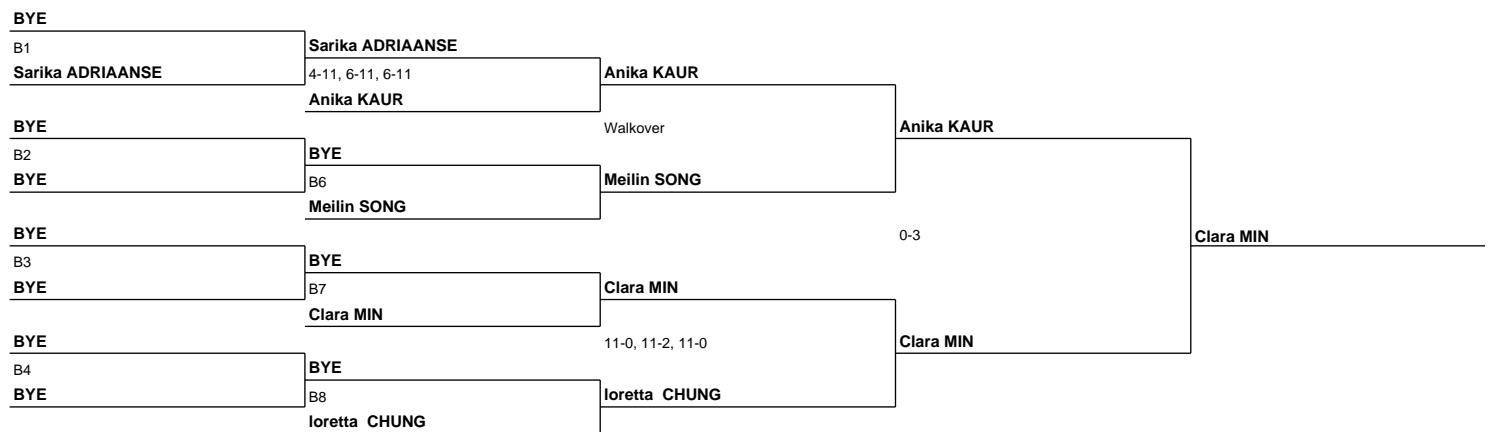 BYE
B1
Sarika ADRIAANSE
Sarika ADRIAANSE
4-11, 6-11, 6-11
Anika KAUR
Anika KAUR
BYE
B2
BYE
BYE
B6
Meilin SONG
Walkover
Meilin SONG
Anika KAUR
BYE
B3
BYE
BYE
B7
Clara MIN
Clara MIN
0-3
Clara MIN
BYE
B4
BYE
BYE
B8
loretta CHUNG
11-0, 11-2, 11-0
loretta CHUNG
Clara MIN